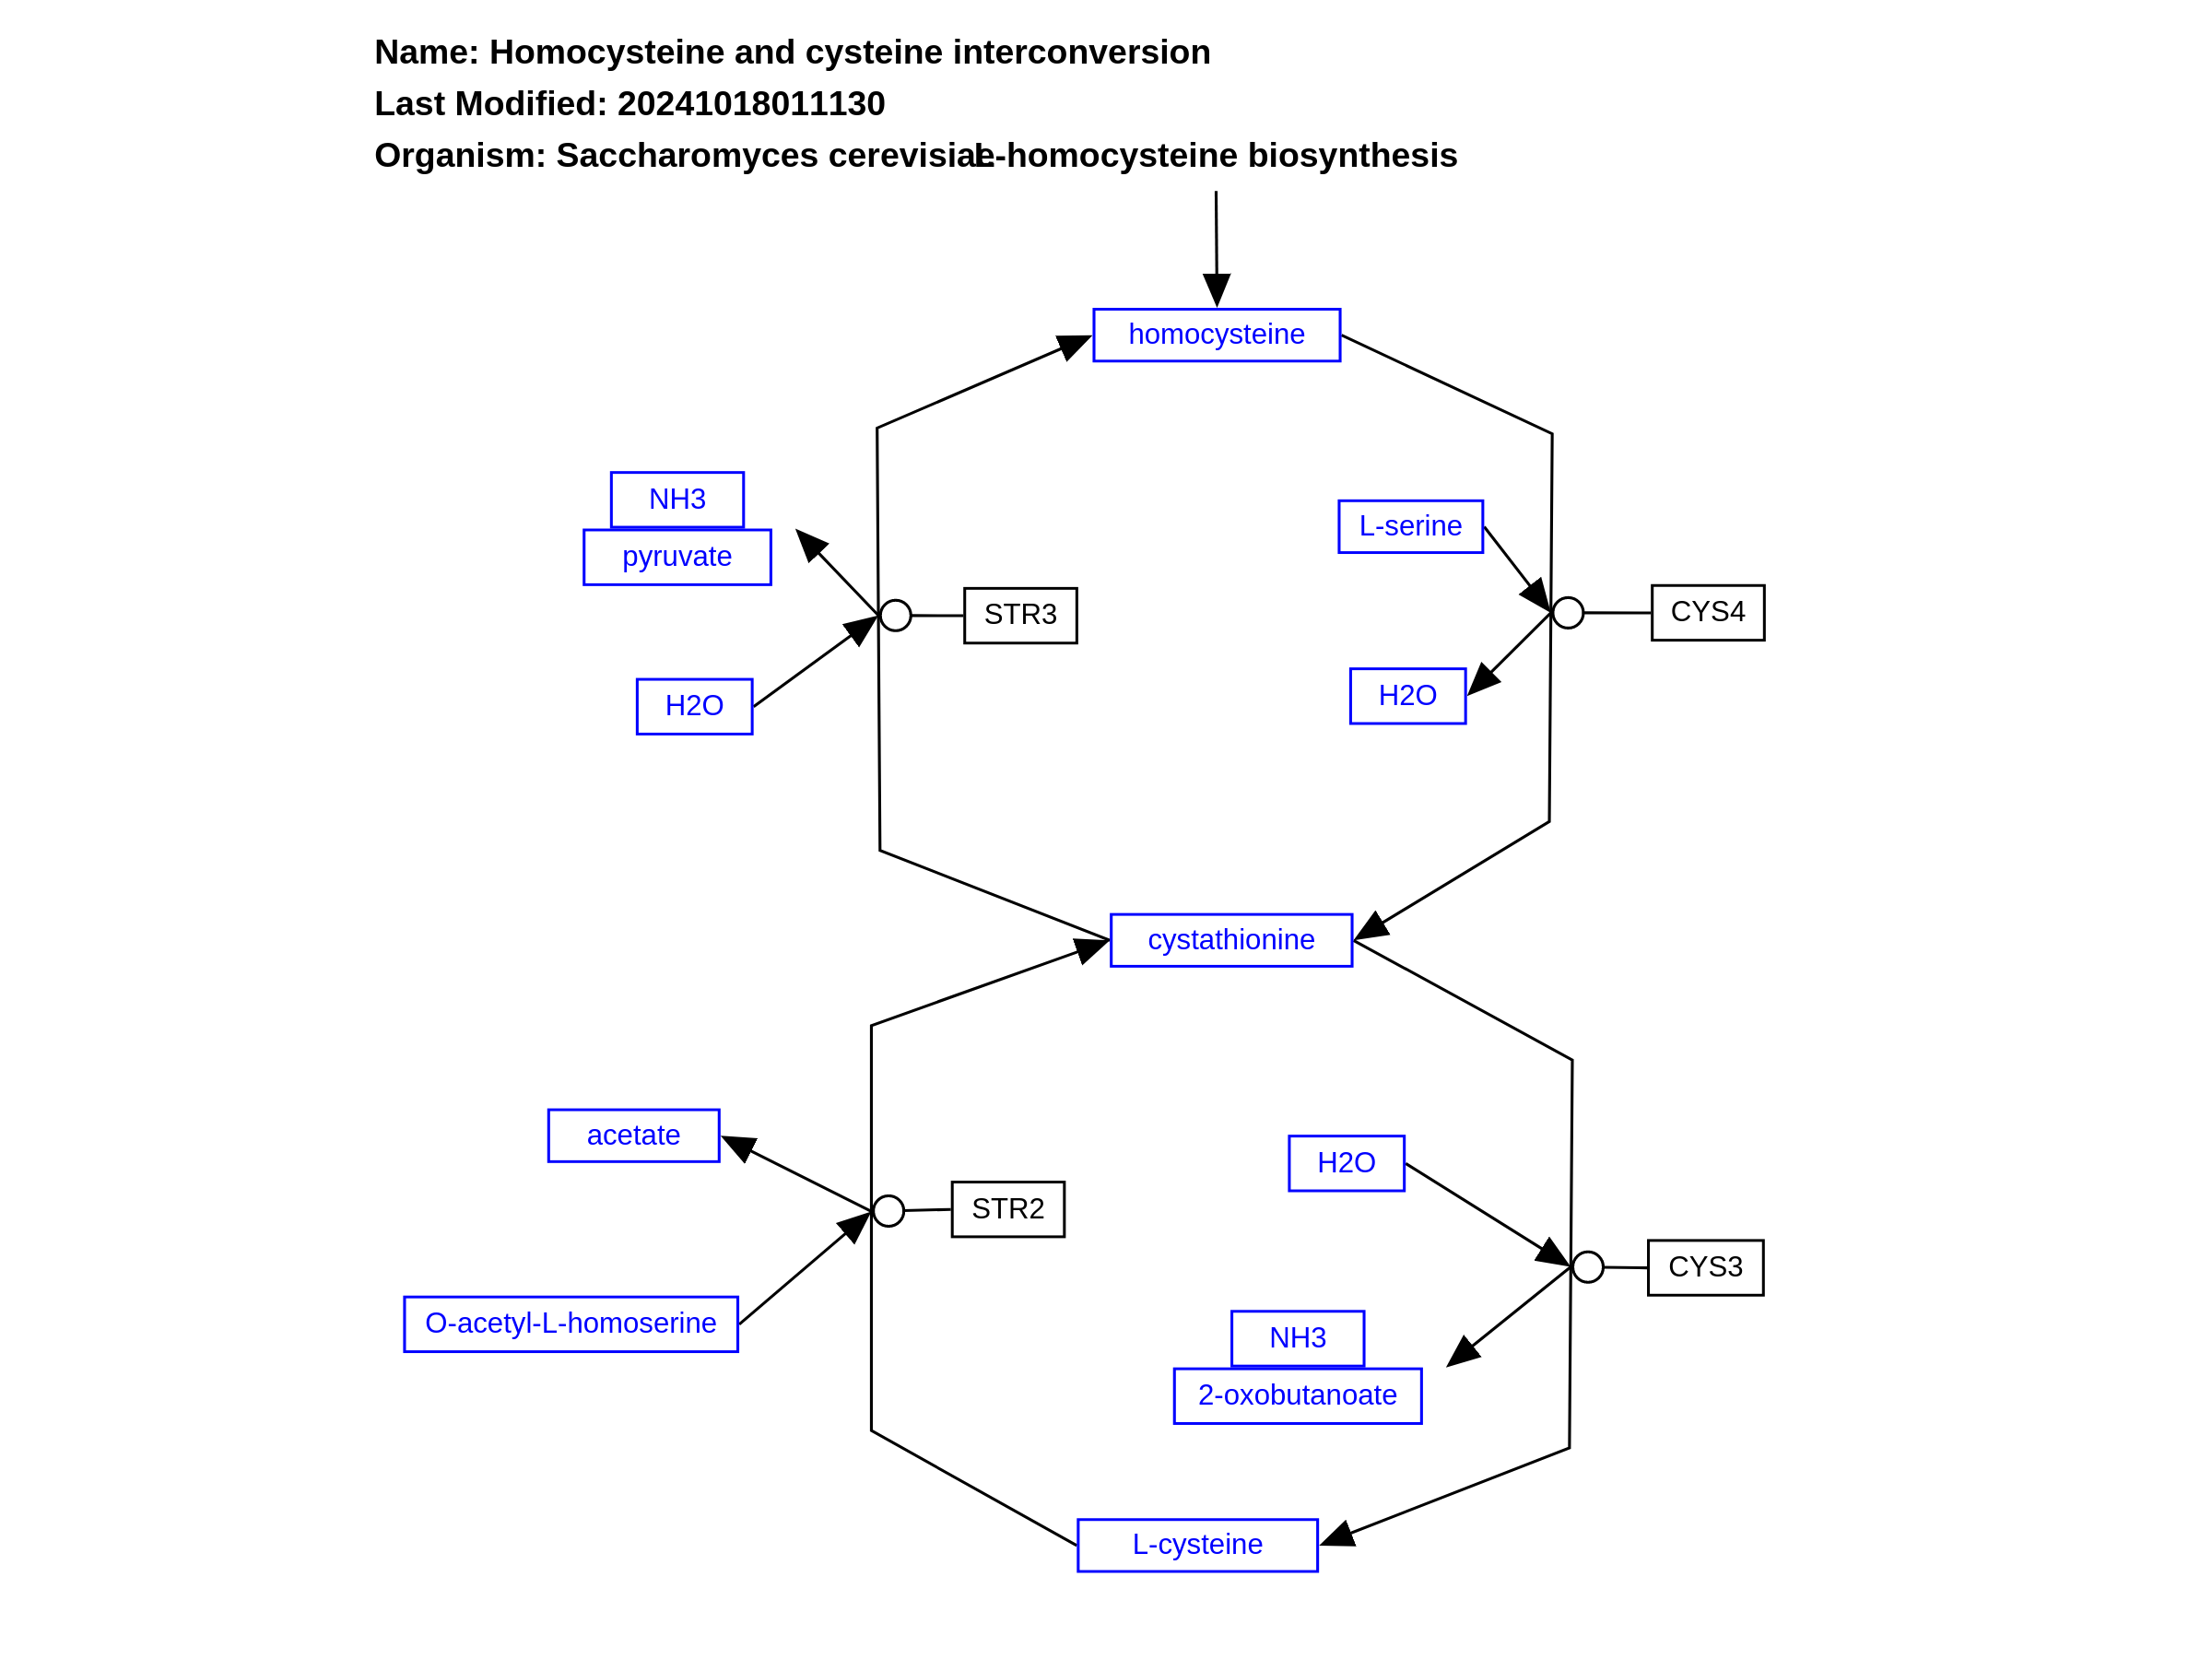 Name: Homocysteine and cysteine interconversion
Last Modified: 20241018011130
Organism: Saccharomyces cerevisiae
L-homocysteine biosynthesis
homocysteine
NH3
pyruvate
L-serine
STR3
CYS4
H2O
H2O
cystathionine
acetate
H2O
STR2
CYS3
O-acetyl-L-homoserine
NH3
2-oxobutanoate
L-cysteine